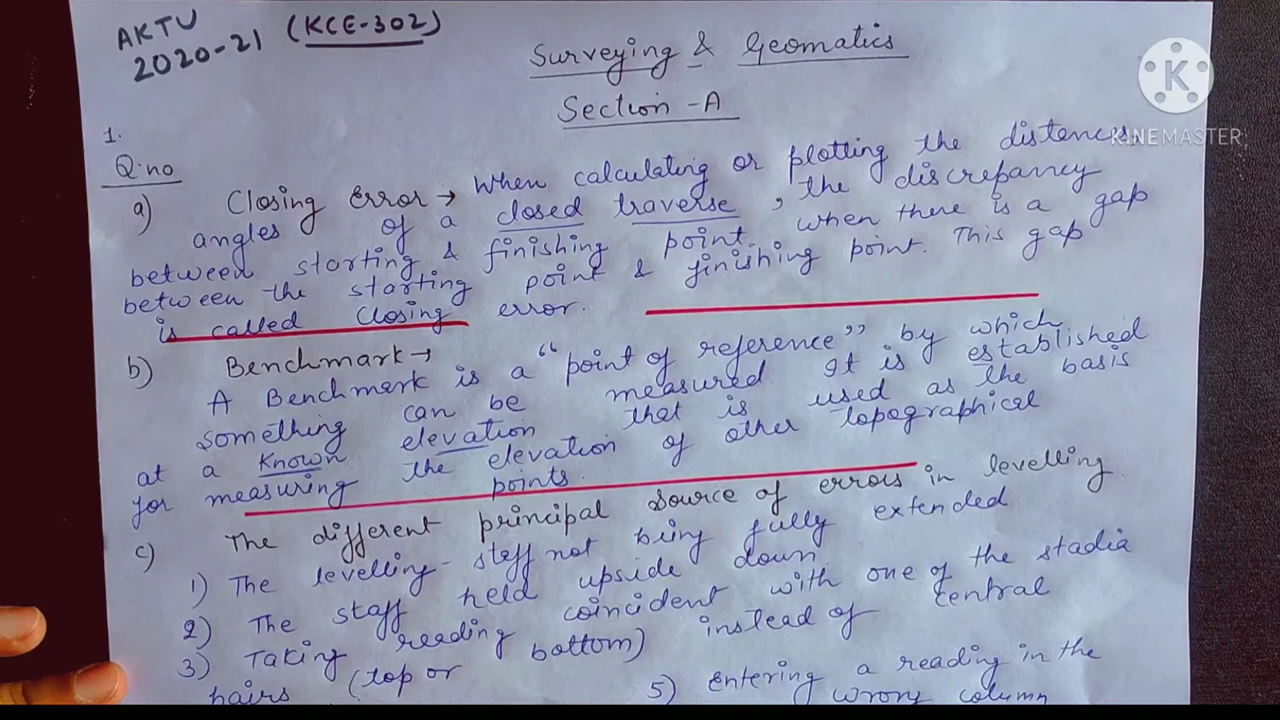 AKTU
2020-21 (KCE-302)
Surveying & Geomatics
Section -A
1.
Q.no
a) Closing Error → When calculating or plotting the distences,
angles of a closed traverse, the discrepancy
between starting & finishing point. when there is a gap
between the starting point & finishing point. This gap
is called Closing error.
b) Benchmark →
A Benchmark is a "point of reference" by which
something can be measured. It is established
at a known elevation that is used as the basis
for measuring the elevation of other topographical
points.
c) The different principal source of errors in levelling
1) The levelling-staff not being fully extended
2) The staff held upside down
3) Taking reading coincident with one of the stadia
hairs (top or bottom) instead of central
5) Entering a reading in the
wrong column
K
KINEMASTER